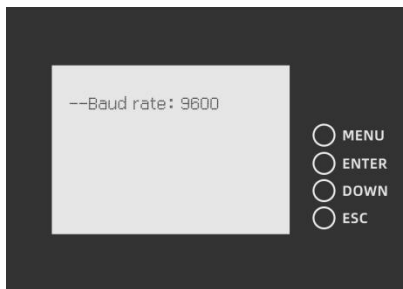 --Baud rate: 9600
MENU
ENTER
DOWN
ESC